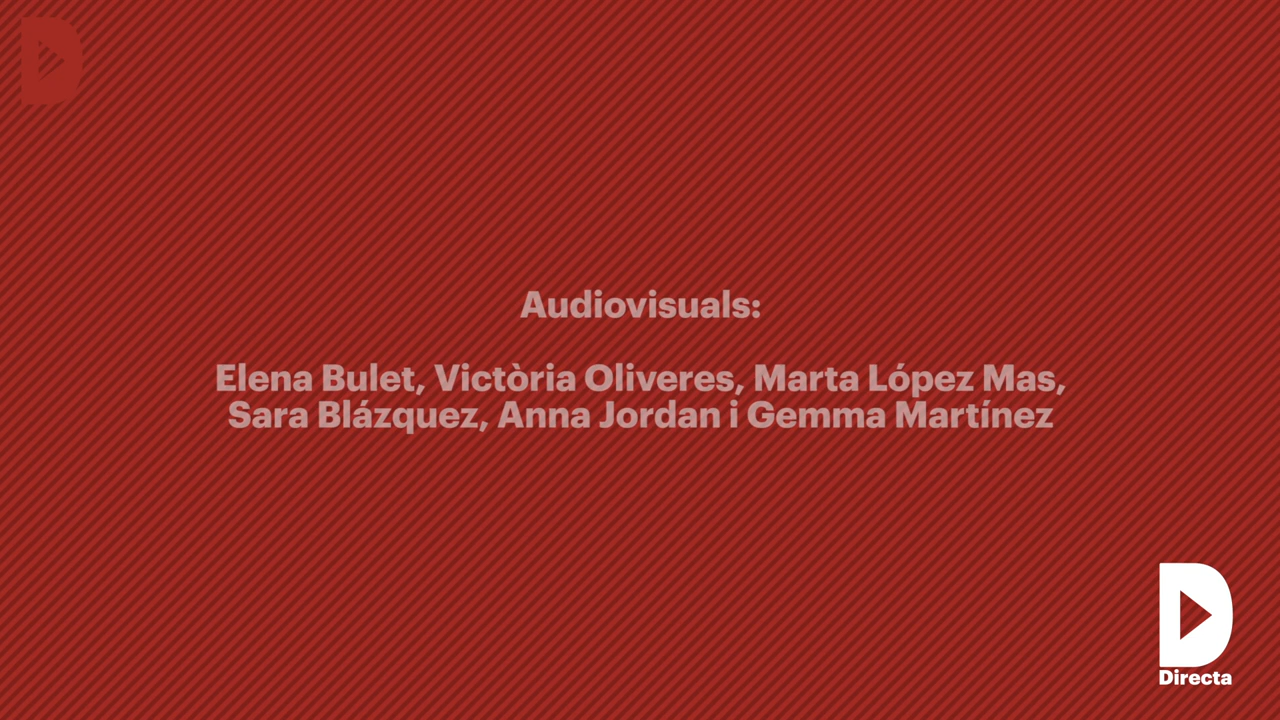 Audiovisuals:
Elena Bulet, Victòria Oliveres, Marta López Mas,
Sara Blázquez, Anna Jordan i Gemma Martínez
Directa